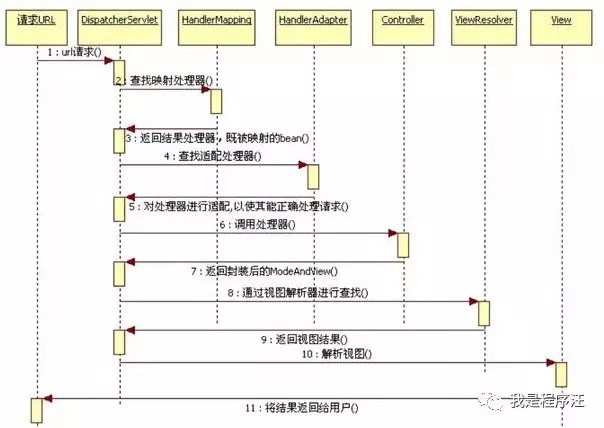 请求URL
DispatcherServlet
HandlerMapping
HandlerAdapter
Controller
ViewResolver
View
1 : url请求()
2 : 查找映射处理器()
3 : 返回结果处理器，既被映射的bean()
4 : 查找适配处理器()
5 : 对处理器进行适配,以使其能正确处理请求()
6 : 调用处理器()
7 : 返回封装后的ModeAndView()
8 : 通过视图解析器进行查找()
9 : 返回视图结果()
10 : 解析视图()
11 : 将结果返回给用户()
我是程序汪